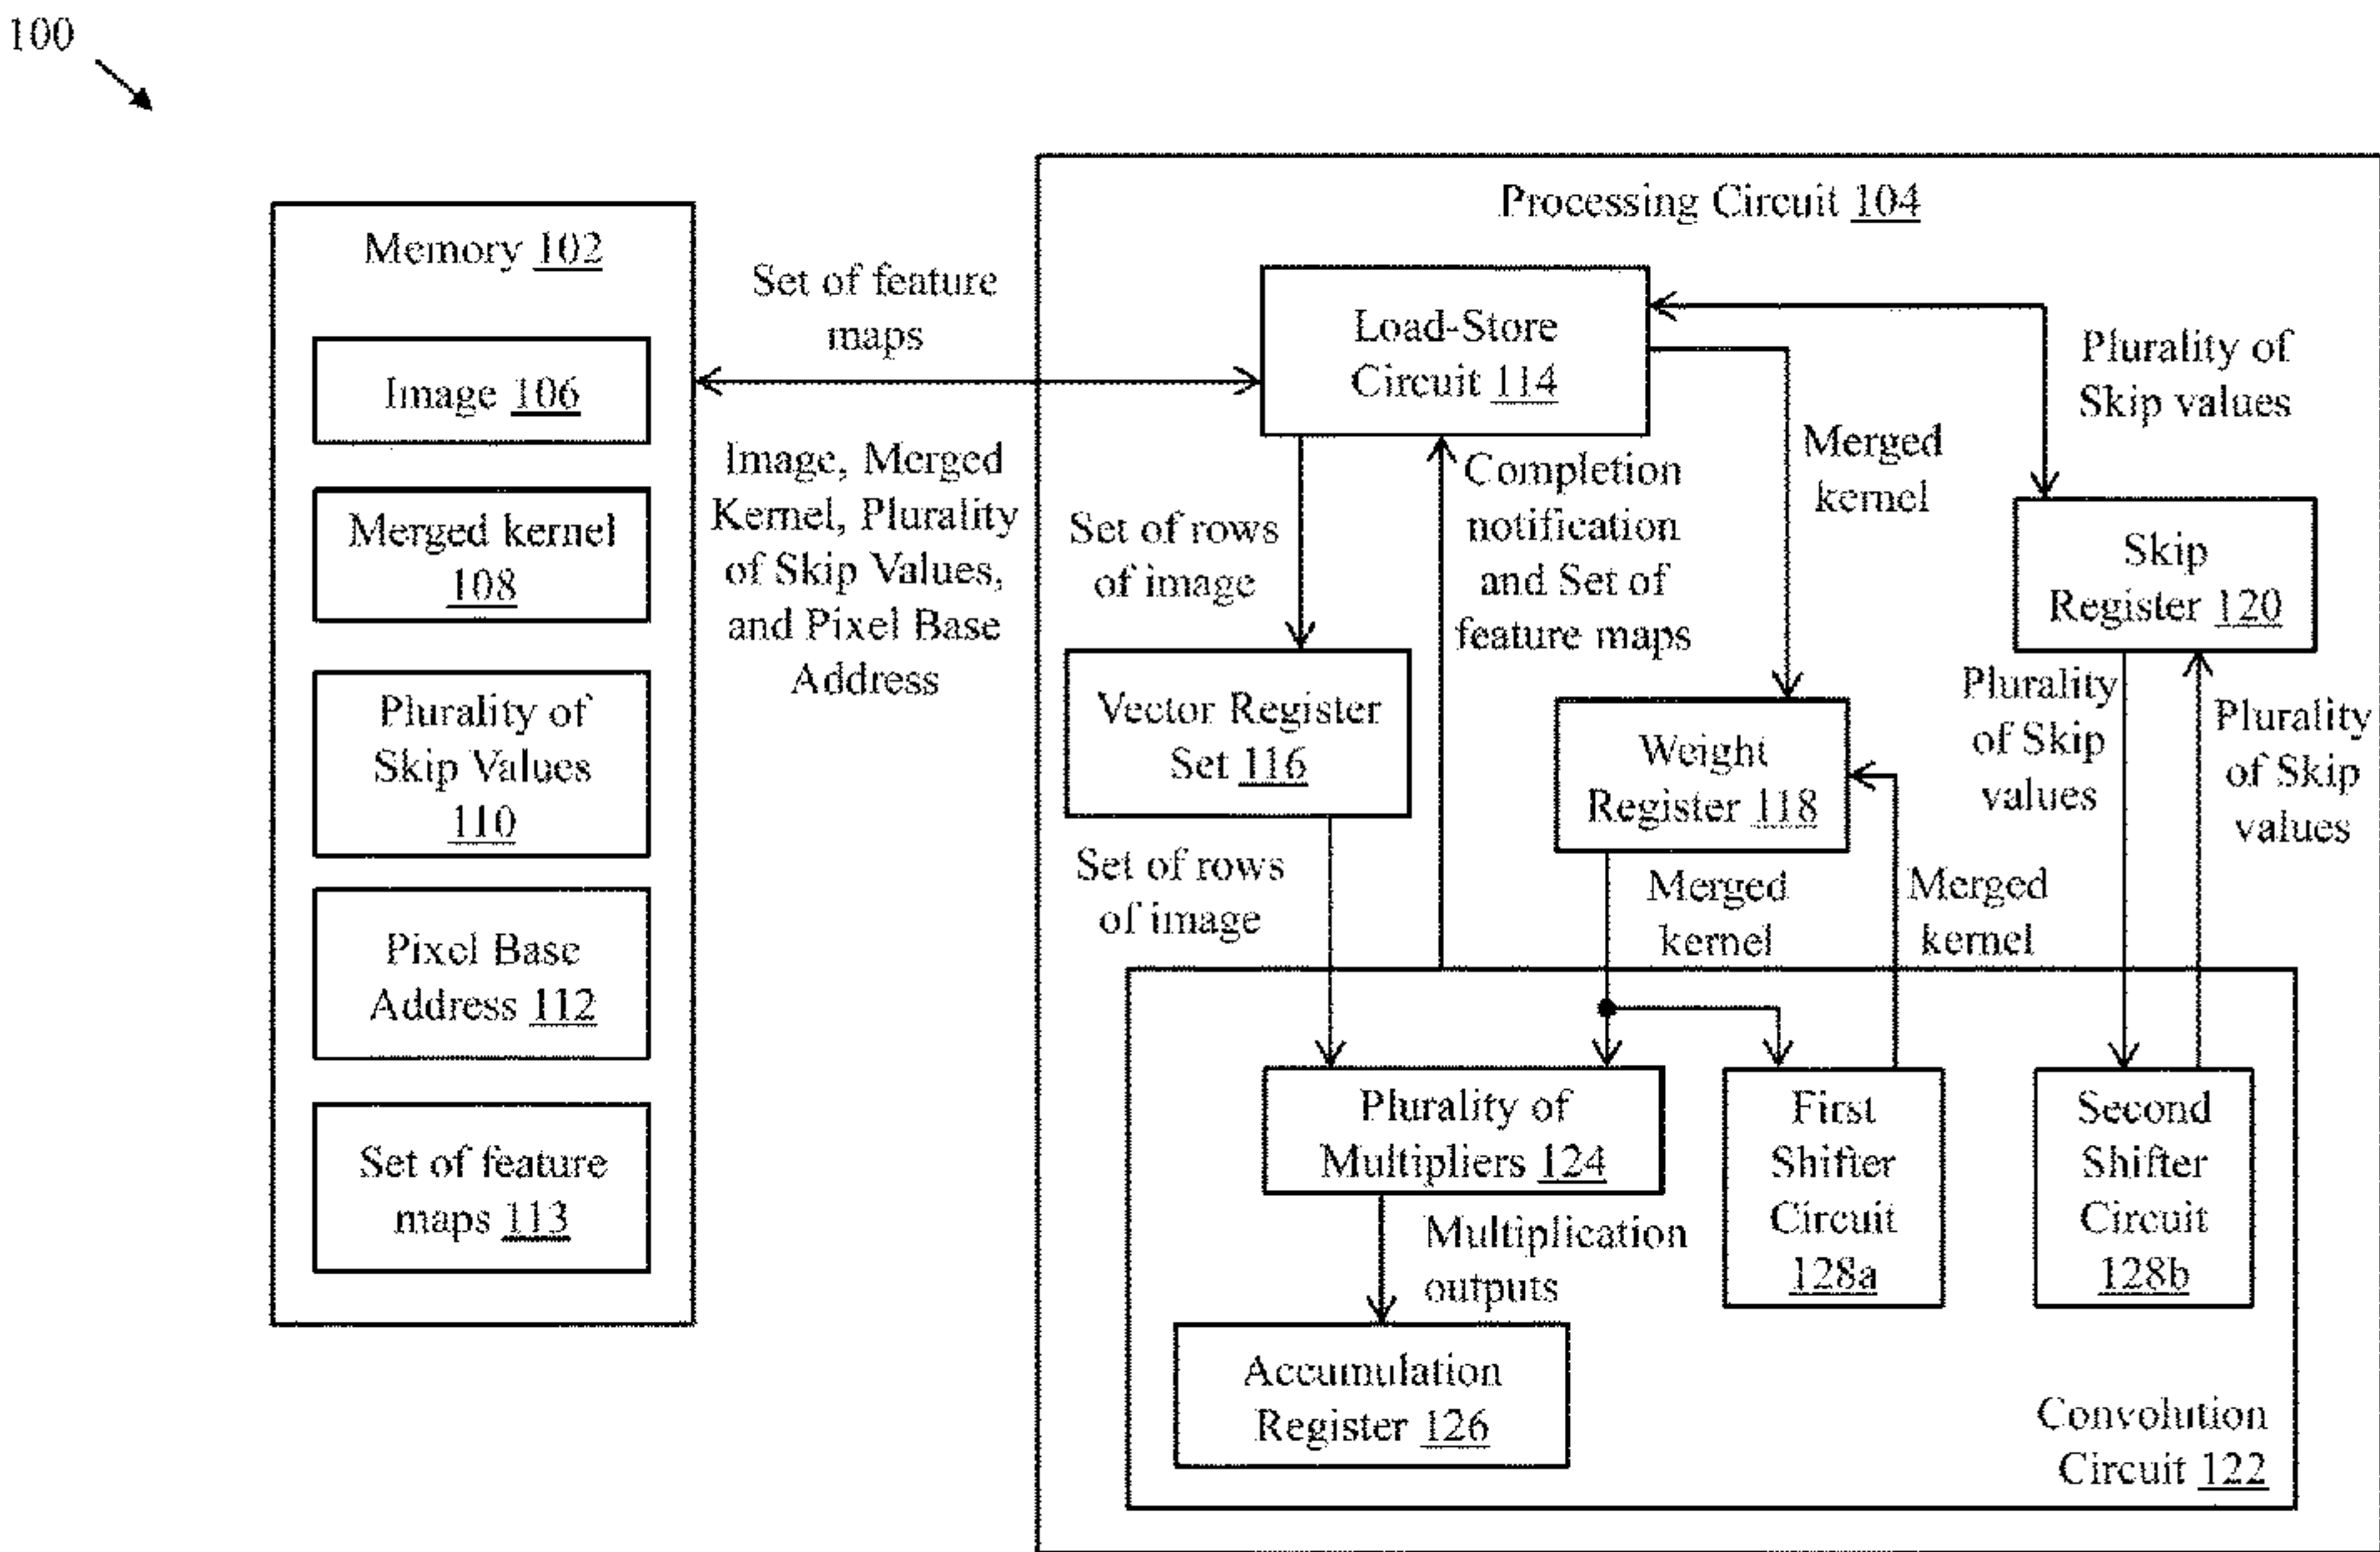 100
Memory 102
Image 106
Merged kernel
108
Plurality of
Skip Values
110
Pixel Base
Address 112
Set of feature
maps 113
Set of feature
maps
Image, Merged
Kernel, Plurality
of Skip Values,
and Pixel Base
Address
Processing Circuit 104
Load-Store
Circuit 114
Plurality of
Skip values
Merged
kernel
Completion
notification
and Set of
feature maps
Set of rows
of image
Skip
Register 120
Vector Register
Set 116
Weight
Register 118
Plurality
of Skip
values
Plurality
of Skip
values
Set of rows
of image
Merged
kernel
Merged
kernel
Plurality of
Multipliers 124
First
Shifter
Circuit
128a
Second
Shifter
Circuit
128b
Multiplication
outputs
Accumulation
Register 126
Convolution
Circuit 122